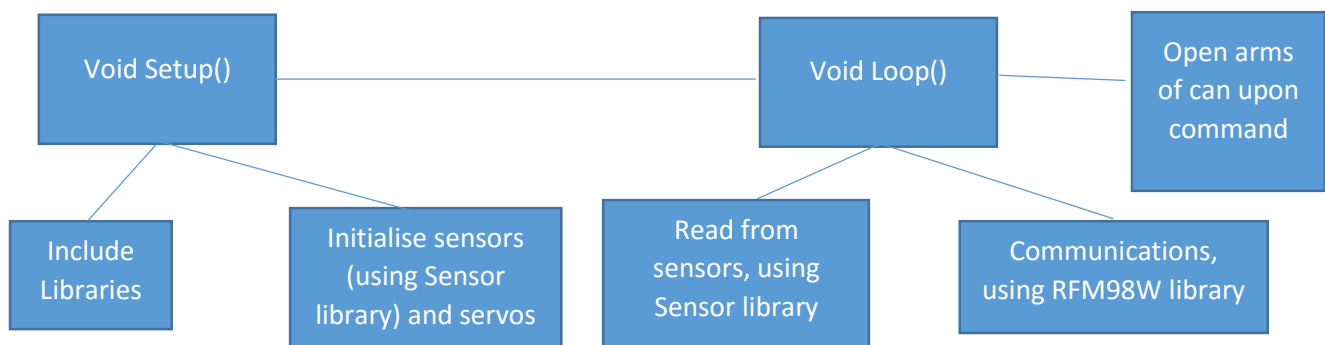 Void Setup()
Void Loop()
Open arms
of can upon
command
Include
Libraries
Initialise sensors
(using Sensor
library) and servos
Read from
sensors, using
Sensor library
Communications,
using RFM98W library